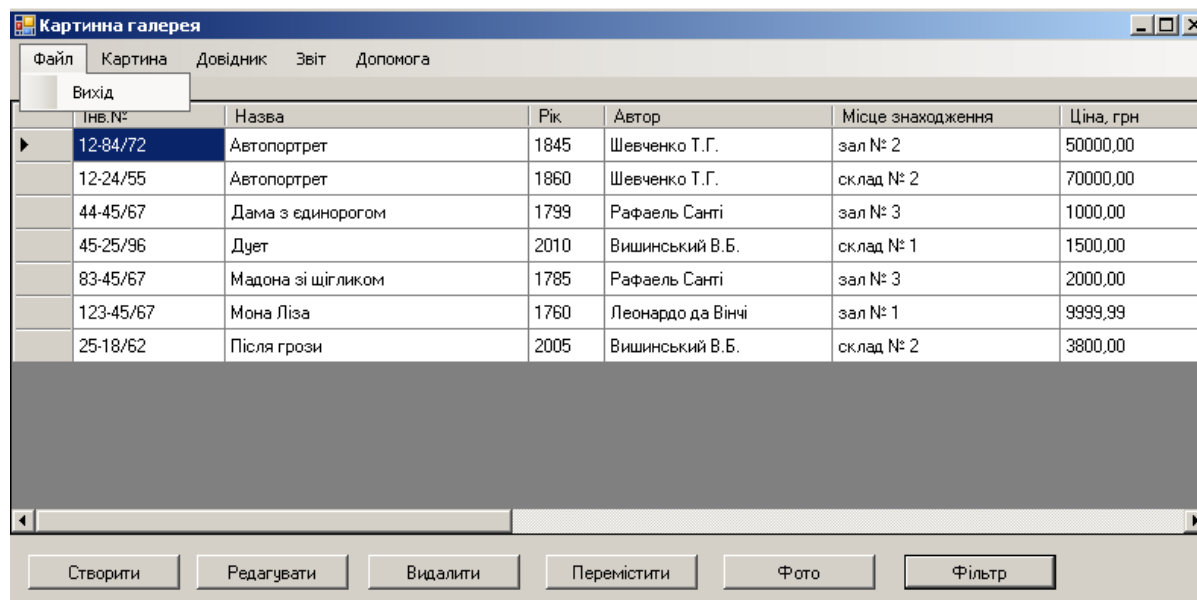 Картинна галерея
Файл Картина Довідник Звіт Допомога
Вихід
Інв.№ Назва Рік Автор Місце знаходження Ціна, грн
12-84/72 Автопортрет 1845 Шевченко Т.Г. зал № 2 50000,00
12-24/55 Автопортрет 1860 Шевченко Т.Г. склад № 2 70000,00
44-45/67 Дама з єдинорогом 1799 Рафаель Санті зал № 3 1000,00
45-25/96 Дует 2010 Вишинський В.Б. склад № 1 1500,00
83-45/67 Мадона зі щігликом 1785 Рафаель Санті зал № 3 2000,00
123-45/67 Мона Ліза 1760 Леонардо да Вінчі зал № 1 9999,99
25-18/62 Після грози 2005 Вишинський В.Б. склад № 2 3800,00
Створити Редагувати Видалити Перемістити Фото Фільтр